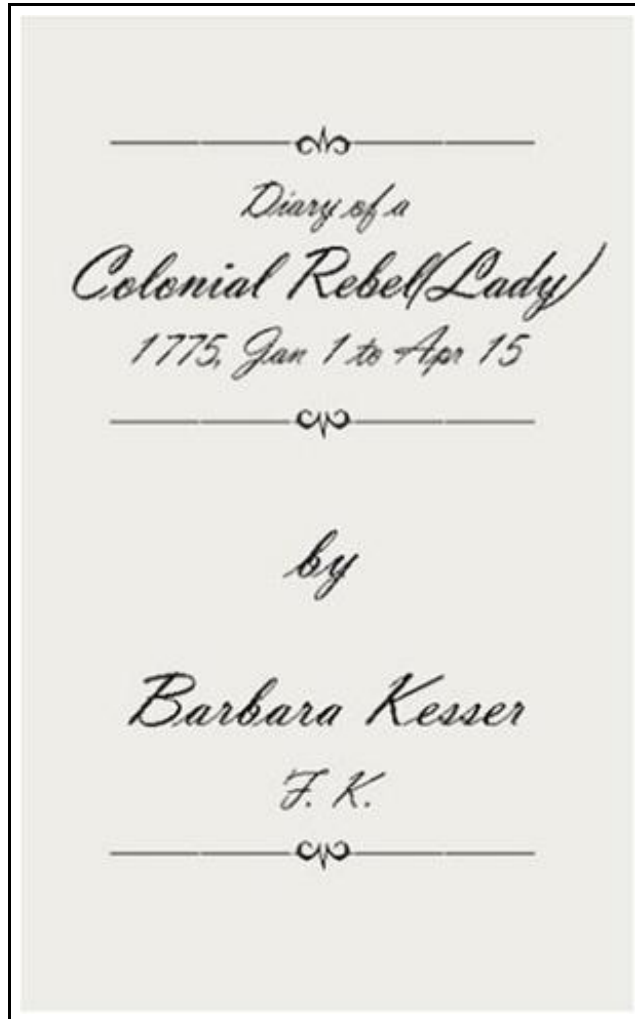 Diary of a
Colonial Rebel(Lady)
1775, Jan 1 to Apr 15
by
Barbara Kesser
F. K.